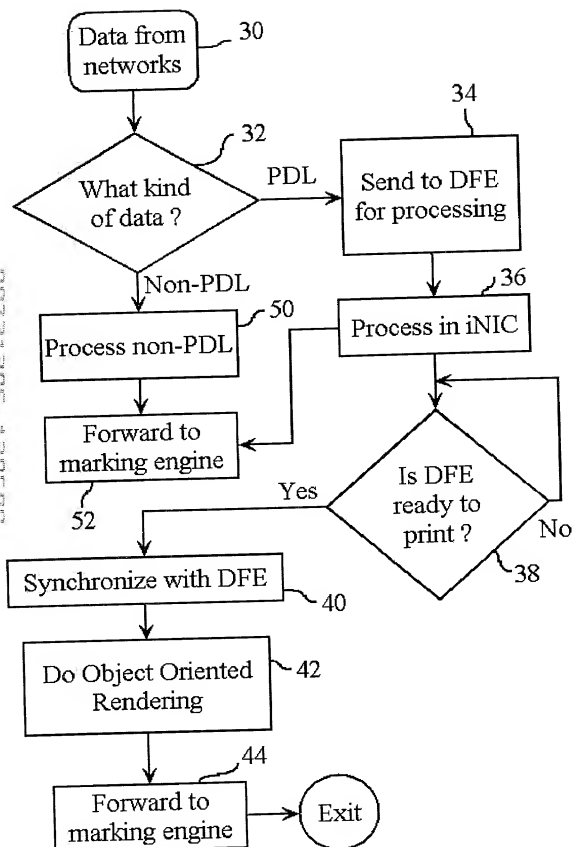 Data from
networks
30
32
What kind
of data ?
PDL
34
Send to DFE
for processing
Non-PDL
50
Process non-PDL
36
Process in iNIC
Forward to
marking engine
52
Is DFE
ready to
print ?
Yes
No
38
Synchronize with DFE
40
Do Object Oriented
Rendering
42
44
Forward to
marking engine
Exit